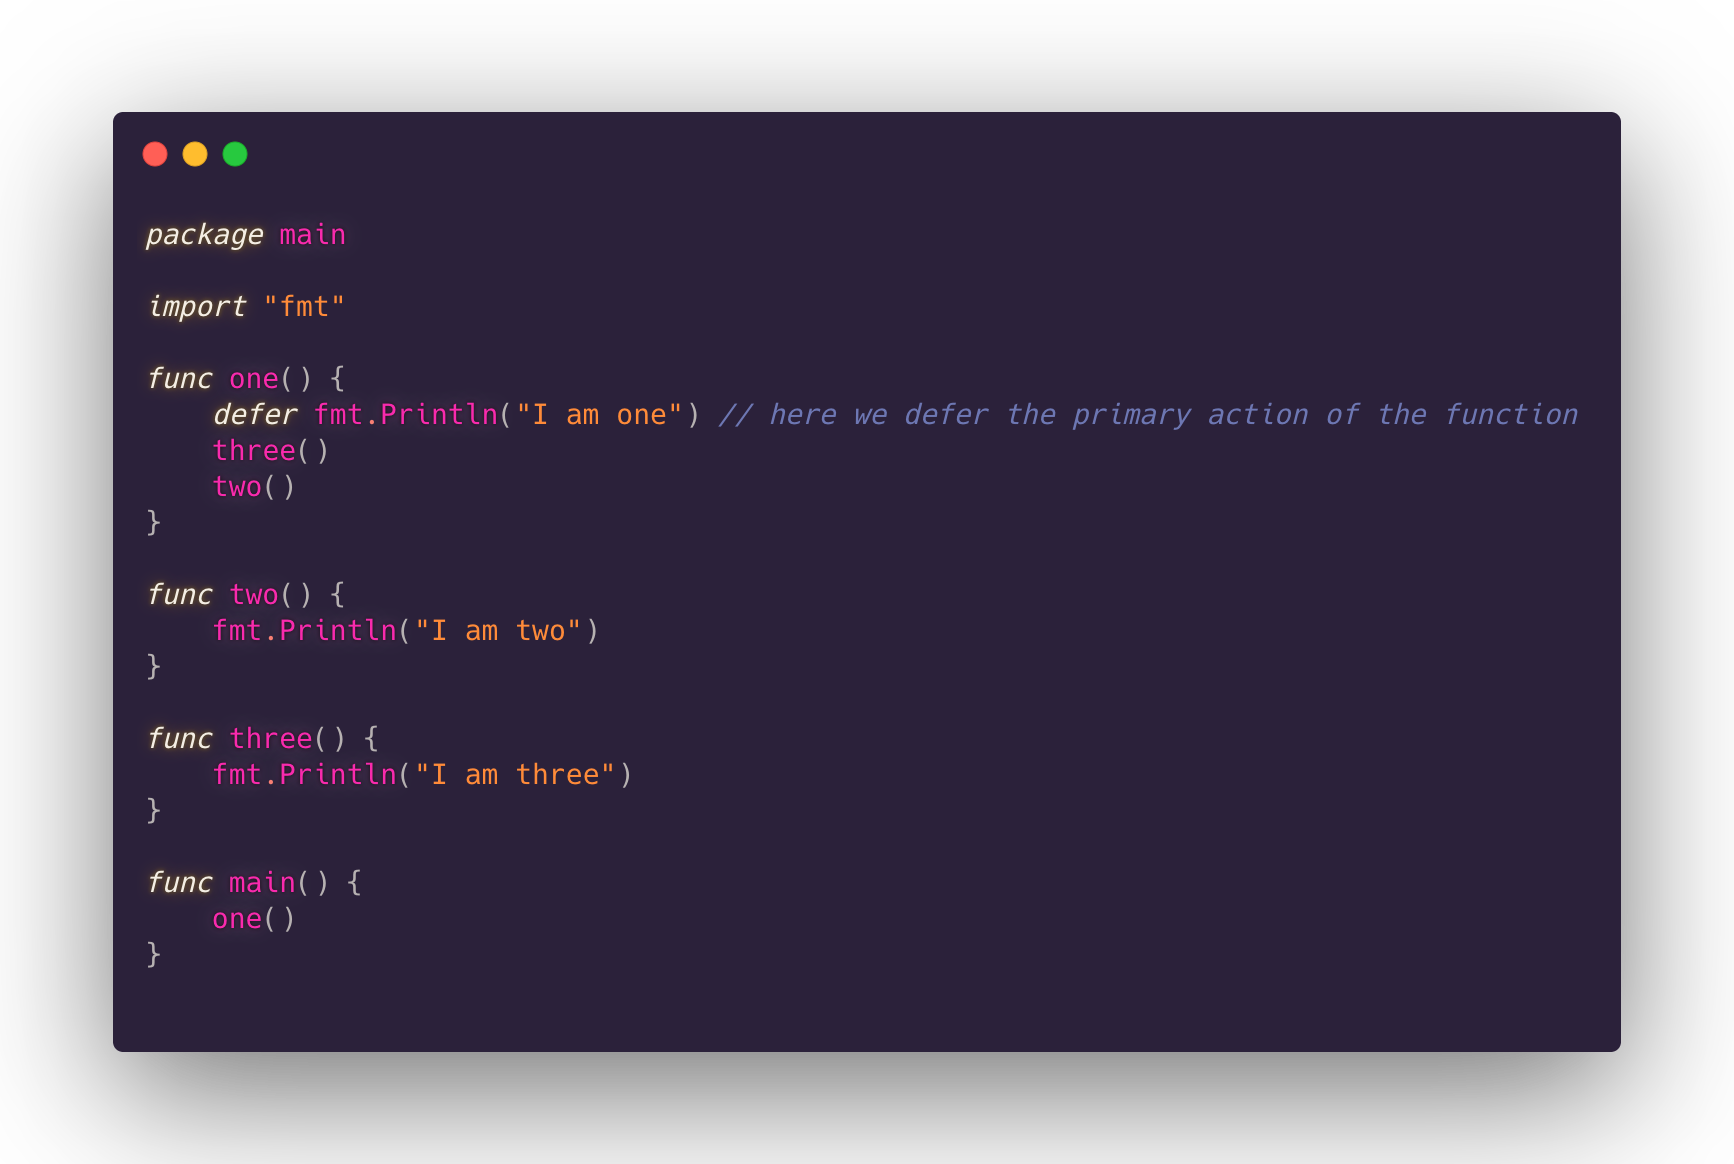 package main

import "fmt"

func one() {
    defer fmt.Println("I am one") // here we defer the primary action of the function
    three()
    two()
}

func two() {
    fmt.Println("I am two")
}

func three() {
    fmt.Println("I am three")
}

func main() {
    one()
}